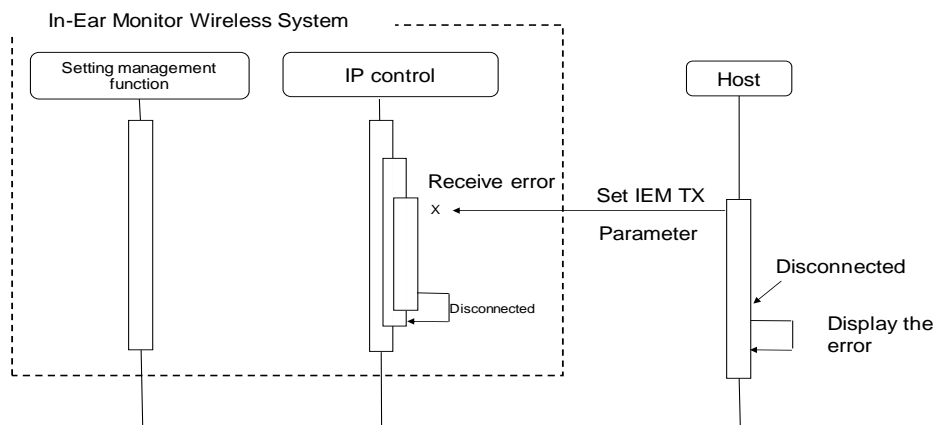 In-Ear Monitor Wireless System
Setting management
function
IP control
Host
Receive error
X
Set IEM TX
Parameter
Disconnected
Disconnected
Display the
error